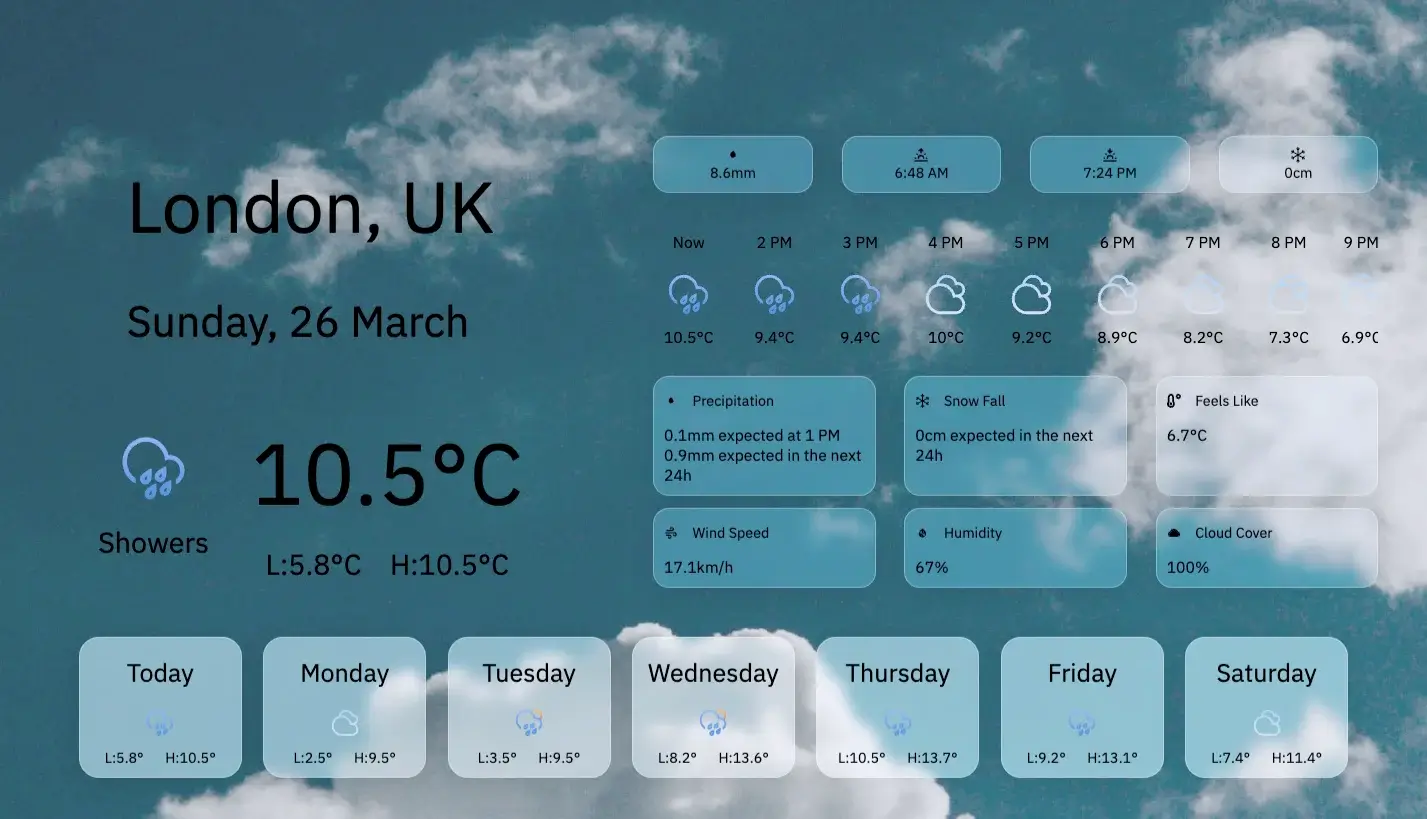 London, UK
Sunday, 26 March
Showers
10.5°C
L:5.8°C H:10.5°C
8.6mm 6:48 AM 7:24 PM 0cm
Now 2 PM 3 PM 4 PM 5 PM 6 PM 7 PM 8 PM 9 PM
10.5°C 9.4°C 9.4°C 10°C 9.2°C 8.9°C 8.2°C 7.3°C 6.9°C
Precipitation
0.1mm expected at 1 PM
0.9mm expected in the next
24h
Snow Fall
0cm expected in the next
24h
Feels Like
6.7°C
Wind Speed
17.1km/h
Humidity
67%
Cloud Cover
100%
Today
L:5.8° H:10.5°
Monday
L:2.5° H:9.5°
Tuesday
L:3.5° H:9.5°
Wednesday
L:8.2° H:13.6°
Thursday
L:10.5° H:13.7°
Friday
L:9.2° H:13.1°
Saturday
L:7.4° H:11.4°